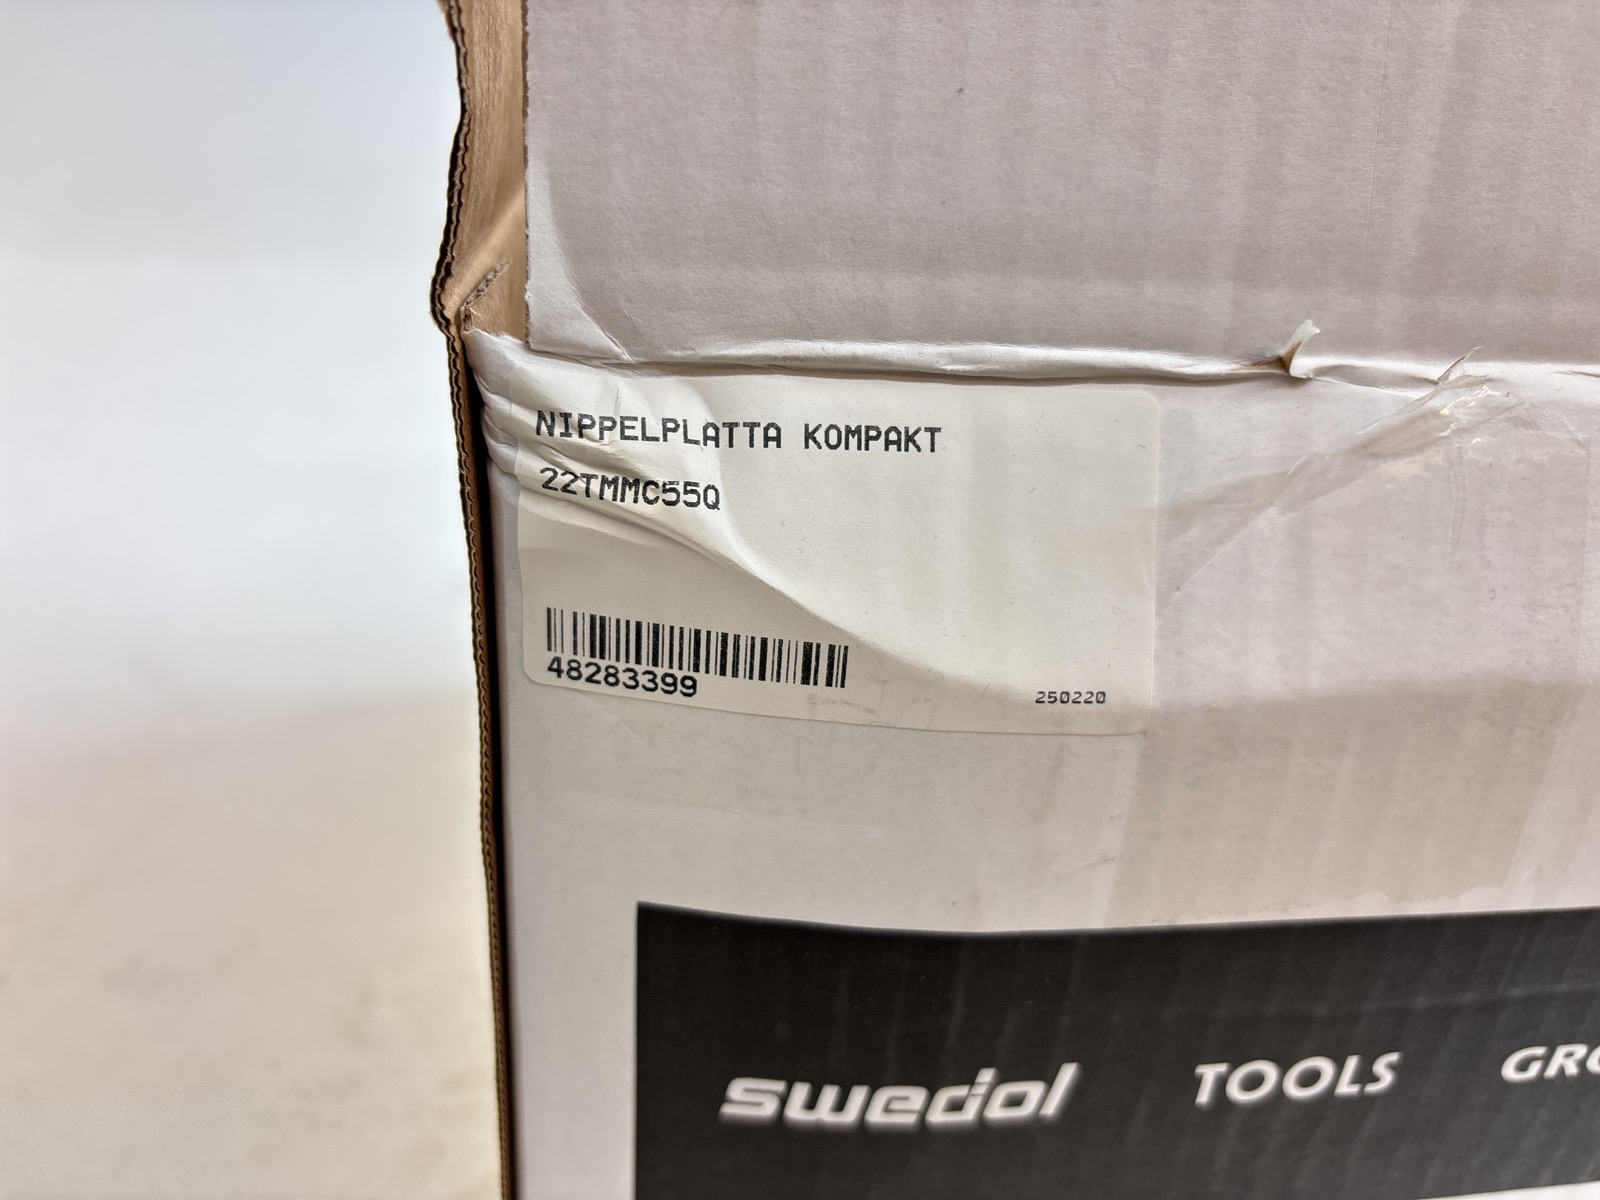 NIPPELPLATTA KOMPAKT
22TMMC55Q
48283399
250220
swedol TOOLS